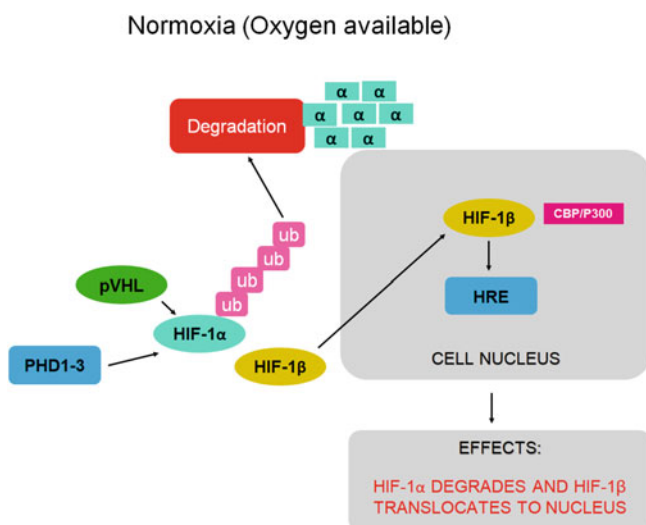 Normoxia (Oxygen available)
α α
Degradation
α α α
α α
HIF-1β
CBP/P300
ub
ub
ub
ub
pVHL
HRE
HIF-1α
PHD1-3
HIF-1β
CELL NUCLEUS
EFFECTS:
HIF-1α DEGRADES AND HIF-1β
TRANSLOCATES TO NUCLEUS